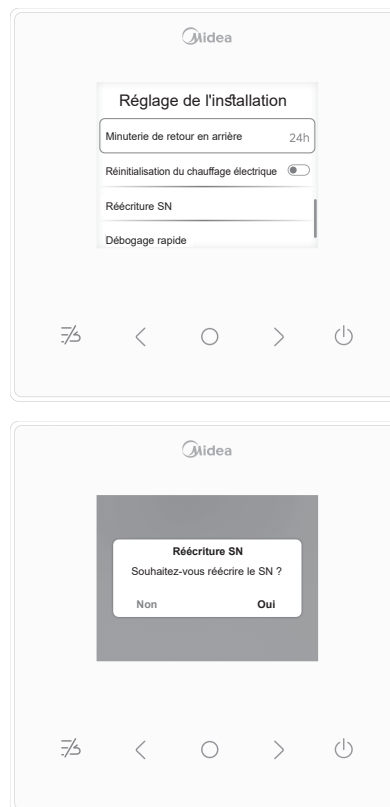 Midea
Réglage de l'installation
Minuterie de retour en arrière 24h
Réinitialisation du chauffage électrique
Réécriture SN
Débogage rapide
Midea
Réécriture SN
Souhaitez-vous réécrire le SN ?
Non Oui